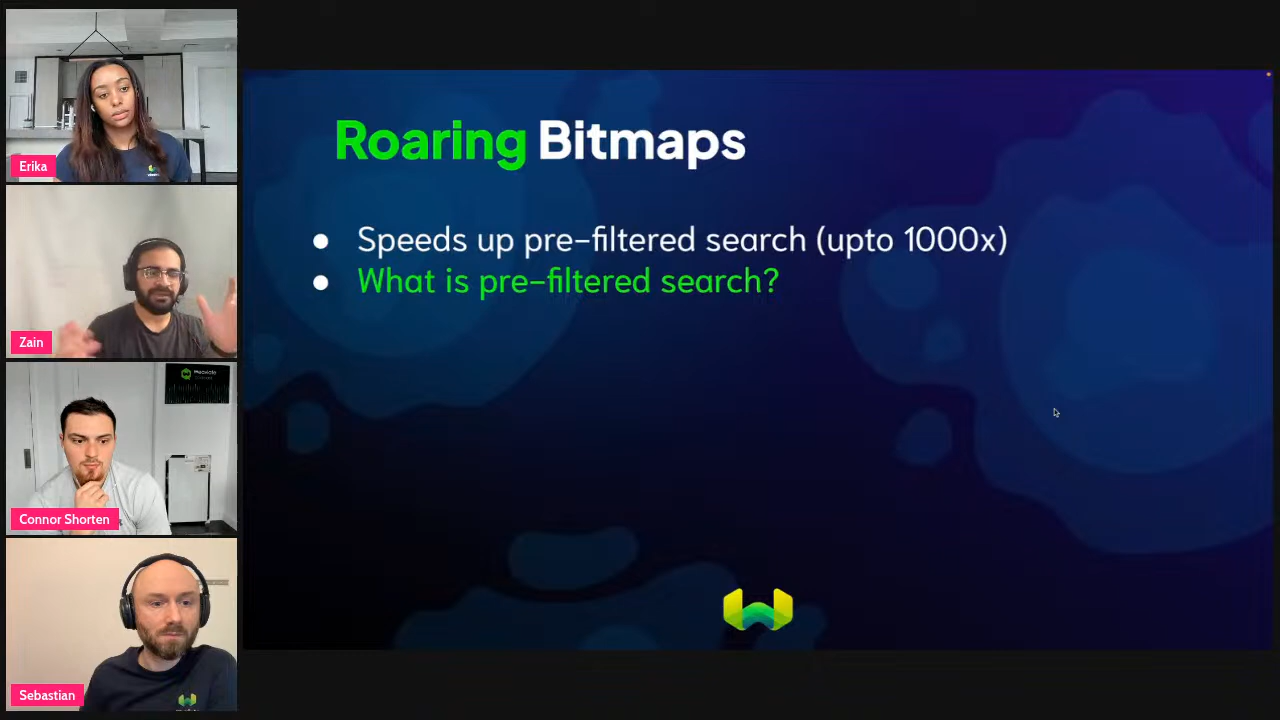 Erika
Zain
Connor Shorten
Sebastian
Roaring Bitmaps
● Speeds up pre-filtered search (upto 1000x)
● What is pre-filtered search?